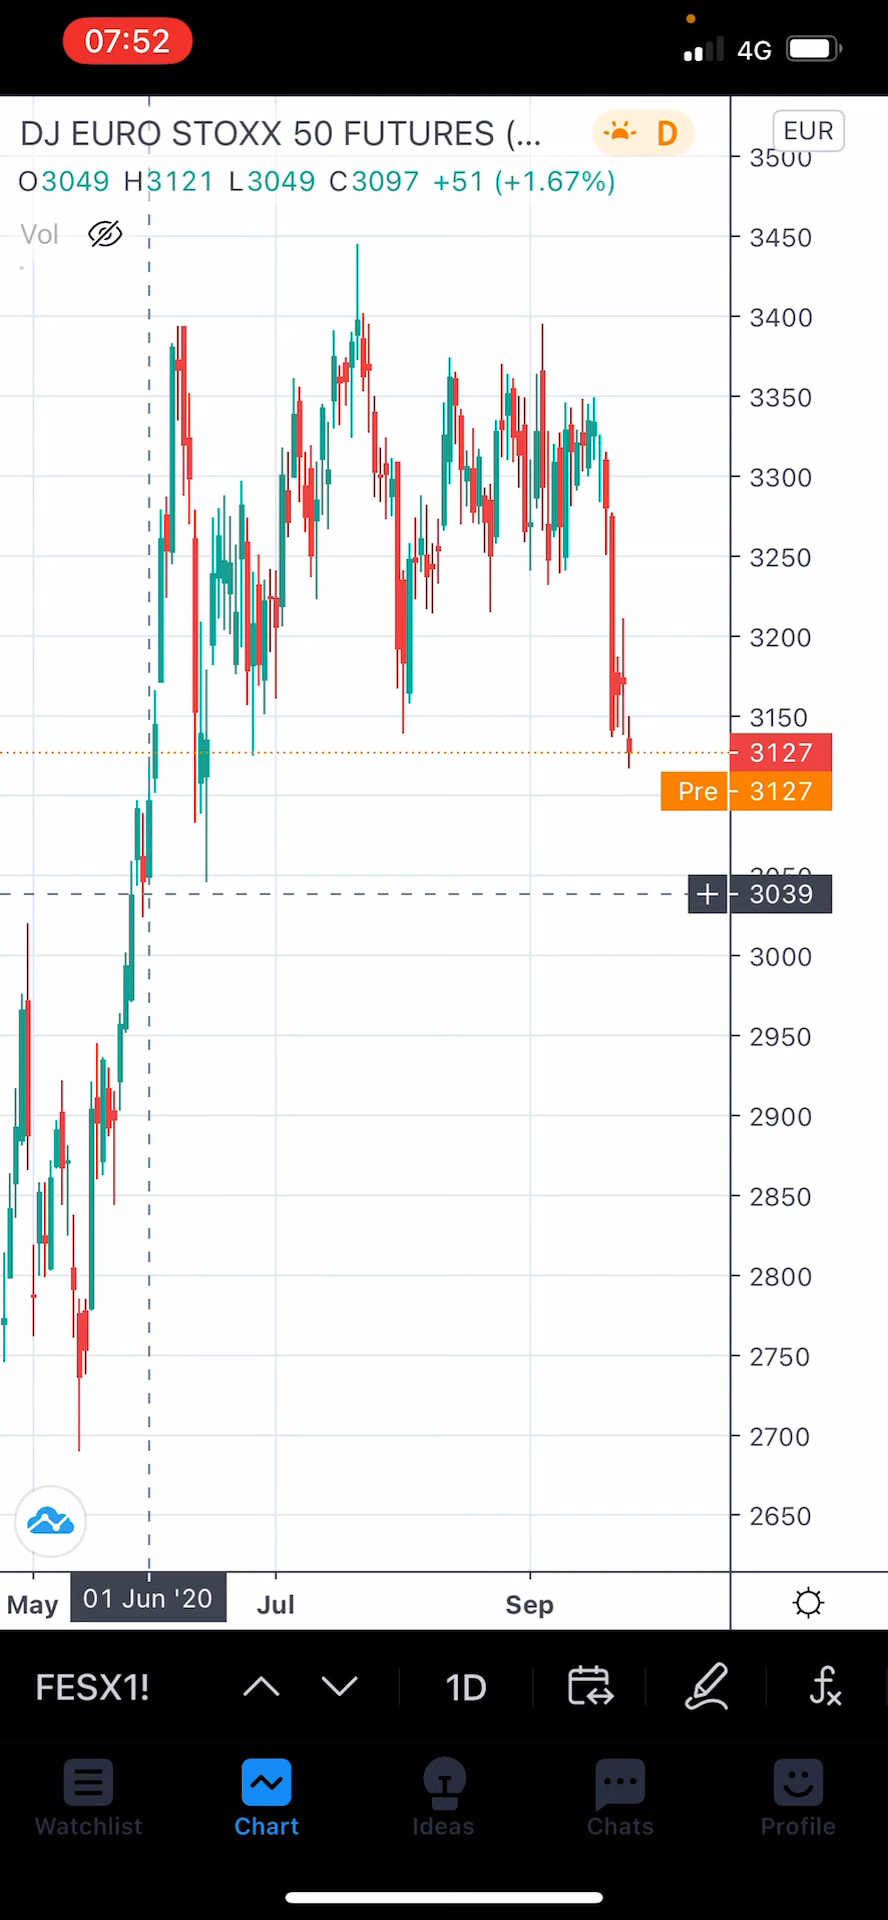 07:52
4G
DJ EURO STOXX 50 FUTURES (...
D
EUR
O3049 H3121 L3049 C3097 +51 (+1.67%)
Vol
3500
3450
3400
3350
3300
3250
3200
3150
3127
Pre 3127
3050
3039
3000
2950
2900
2850
2800
2750
2700
2650
May
01 Jun '20
Jul
Sep
FESX1!
1D
fx
Watchlist
Chart
Ideas
Chats
Profile